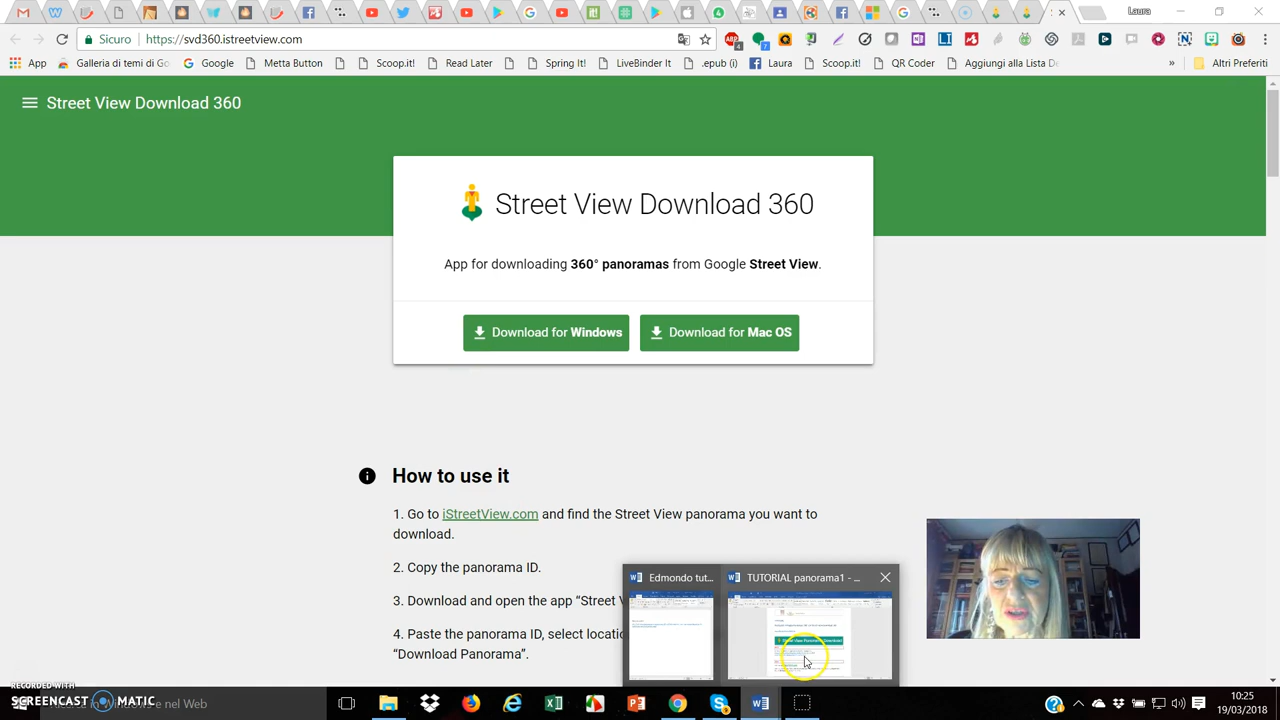 Laura
Sicuro
https://svd360.istreetview.com
App
Galleria di temi di Go
Google
Metta Button
Scoop.it!
Read Later
Spring It!
LiveBinder It
.epub (i)
Laura
Scoop.it!
QR Coder
Aggiungi alla Lista De
»
Altri Preferiti
Street View Download 360
Street View Download 360
App for downloading 360° panoramas from Google Street View.
Download for Windows
Download for Mac OS
How to use it
1. Go to iStreetView.com and find the Street View panorama you want to
download.
2. Copy the panorama ID.
3. Download and open the app “Street V
4. Paste the panorama ID, select locatio
“Download Panorama”.
Edmondo tut...
TUTORIAL panorama1 - ...
RECORDED WITH
SCREENCAST MATIC
e nel Web
10:25
19/03/2018